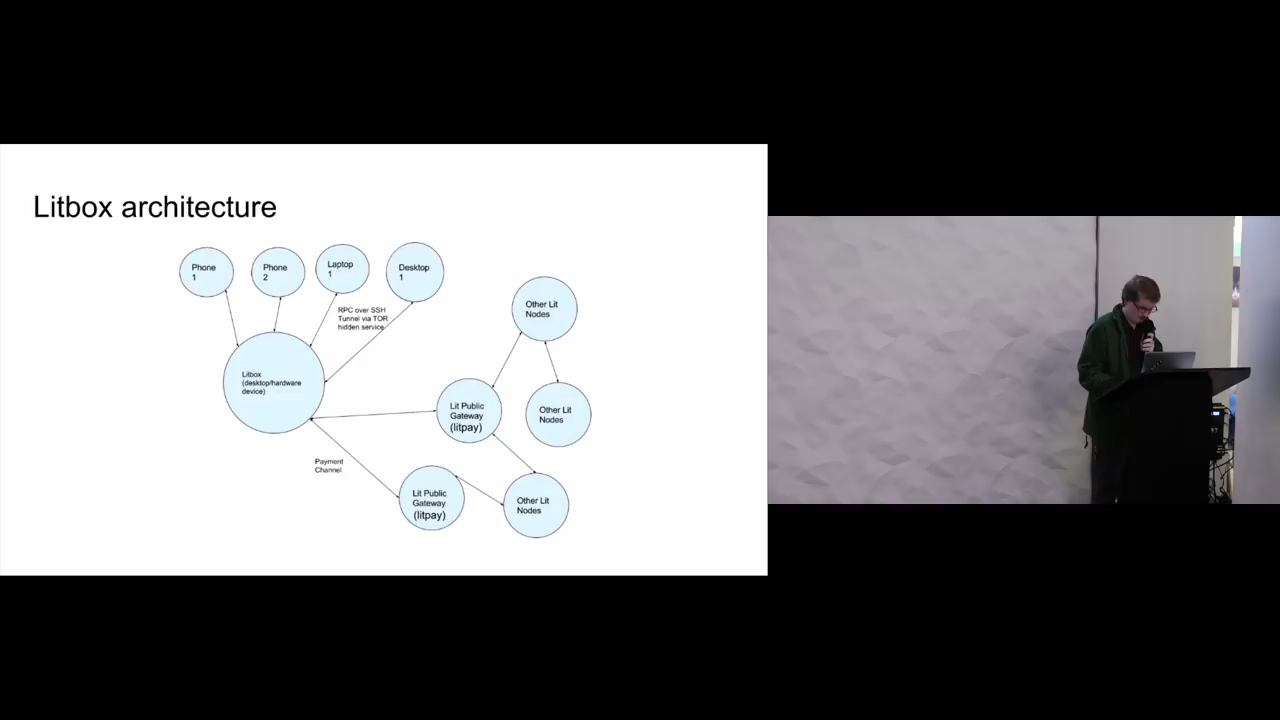 Litbox architecture
Phone
1
Phone
2
Laptop
1
Desktop
1
RPC over SSH
Tunnel via TOR
hidden service
Other Lit
Nodes
Litbox
(desktop/hardware
device)
Lit Public
Gateway
(litpay)
Other Lit
Nodes
Payment
Channel
Lit Public
Gateway
(litpay)
Other Lit
Nodes